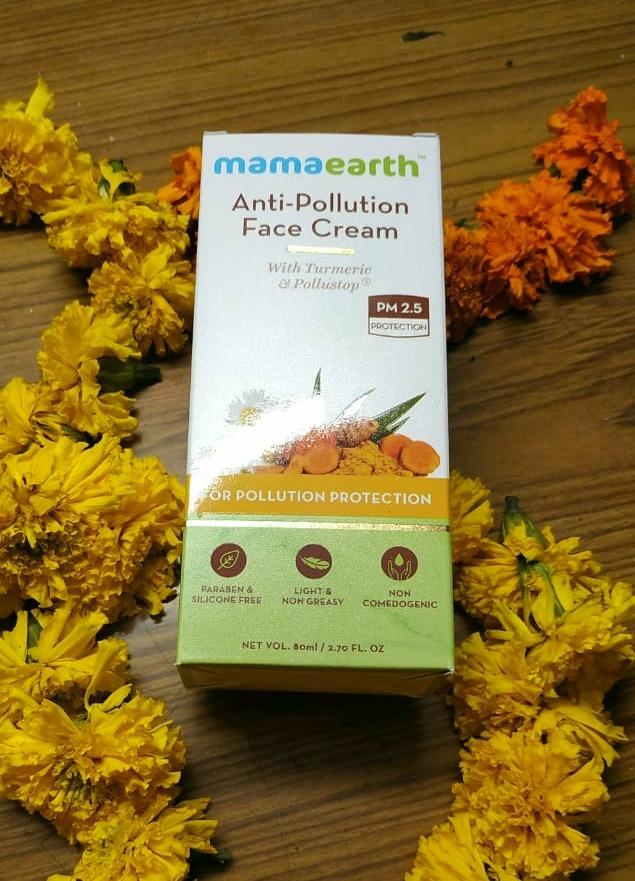 mamaearth™
Anti-Pollution
Face Cream
With Turmeric
& Pollustop®
PM 2.5
PROTECTION
OR POLLUTION PROTECTION
PARABEN &
SILICONE FREE
LIGHT &
NON GREASY
NON
COMEDOGENIC
NET VOL. 80ml / 2.70 FL. OZ